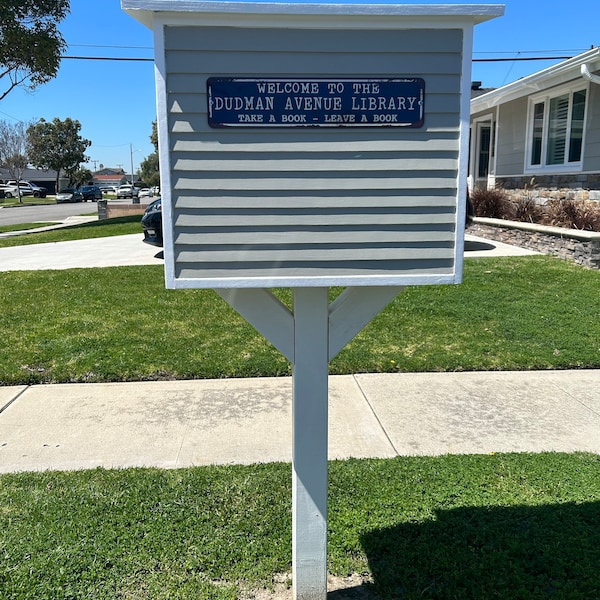 WELCOME TO THE
DUDMAN AVENUE LIBRARY
TAKE A BOOK - LEAVE A BOOK